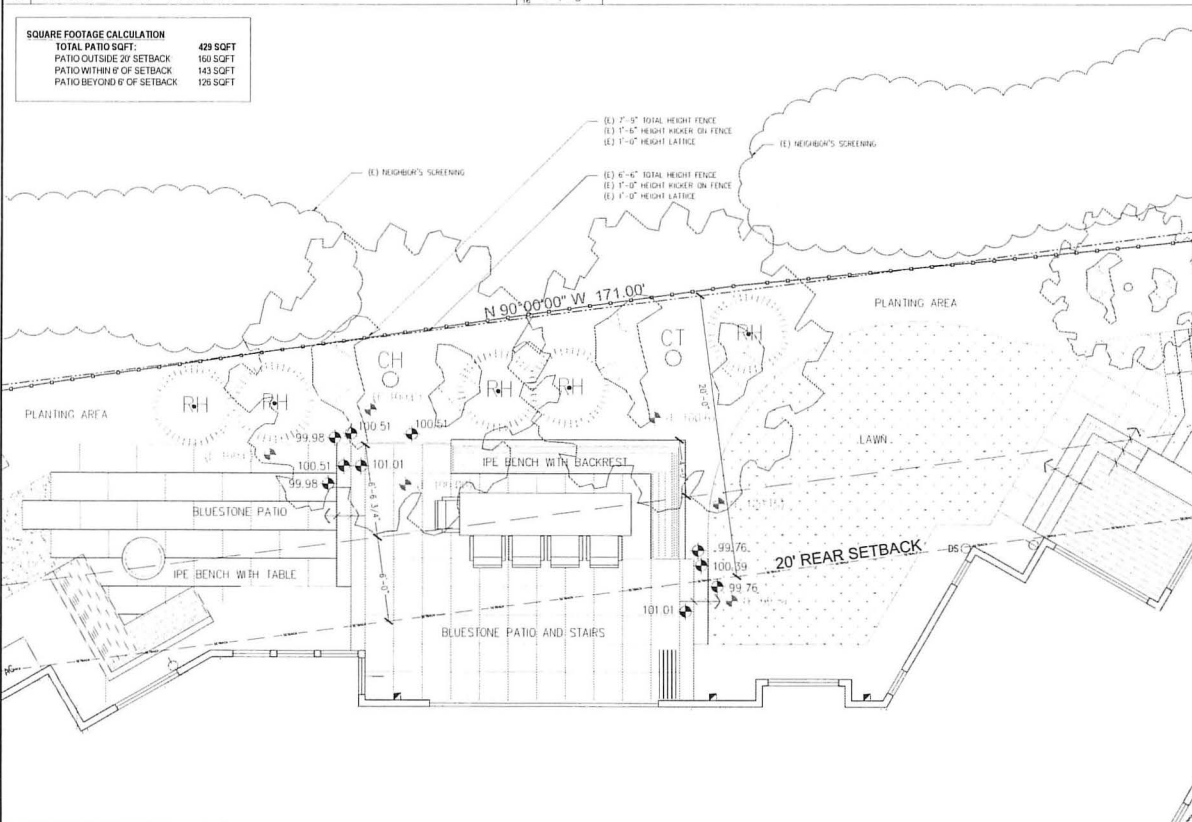 SQUARE FOOTAGE CALCULATION
TOTAL PATIO SQFT: 429 SQFT
PATIO OUTSIDE 20' SETBACK 160 SQFT
PATIO WITHIN 6' OF SETBACK 143 SQFT
PATIO BEYOND 6' OF SETBACK 126 SQFT
(E) 7'-9" TOTAL HEIGHT FENCE
(E) 1'-6" HEIGHT KICKER ON FENCE
(E) 1'-0" HEIGHT LATTICE
(E) NEIGHBOR'S SCREENING
(E) NEIGHBOR'S SCREENING
(E) 6'-6" TOTAL HEIGHT FENCE
(E) 1'-0" HEIGHT KICKER ON FENCE
(E) 1'-0" HEIGHT LATTICE
N 90°00'00" W 171.00'
PLANTING AREA
CH
CT
RH
RH
RH
RH
RH
20'-0"
PLANTING AREA
99.98
100.51
100.51
LAWN
100.51
101.01
IPE BENCH WITH BACKREST
99.98
6'-6 3/4"
BLUESTONE PATIO
99.76
20' REAR SETBACK
DS
100.39
IPE BENCH WITH TABLE
6'-0"
99.76
101.01
BLUESTONE PATIO AND STAIRS